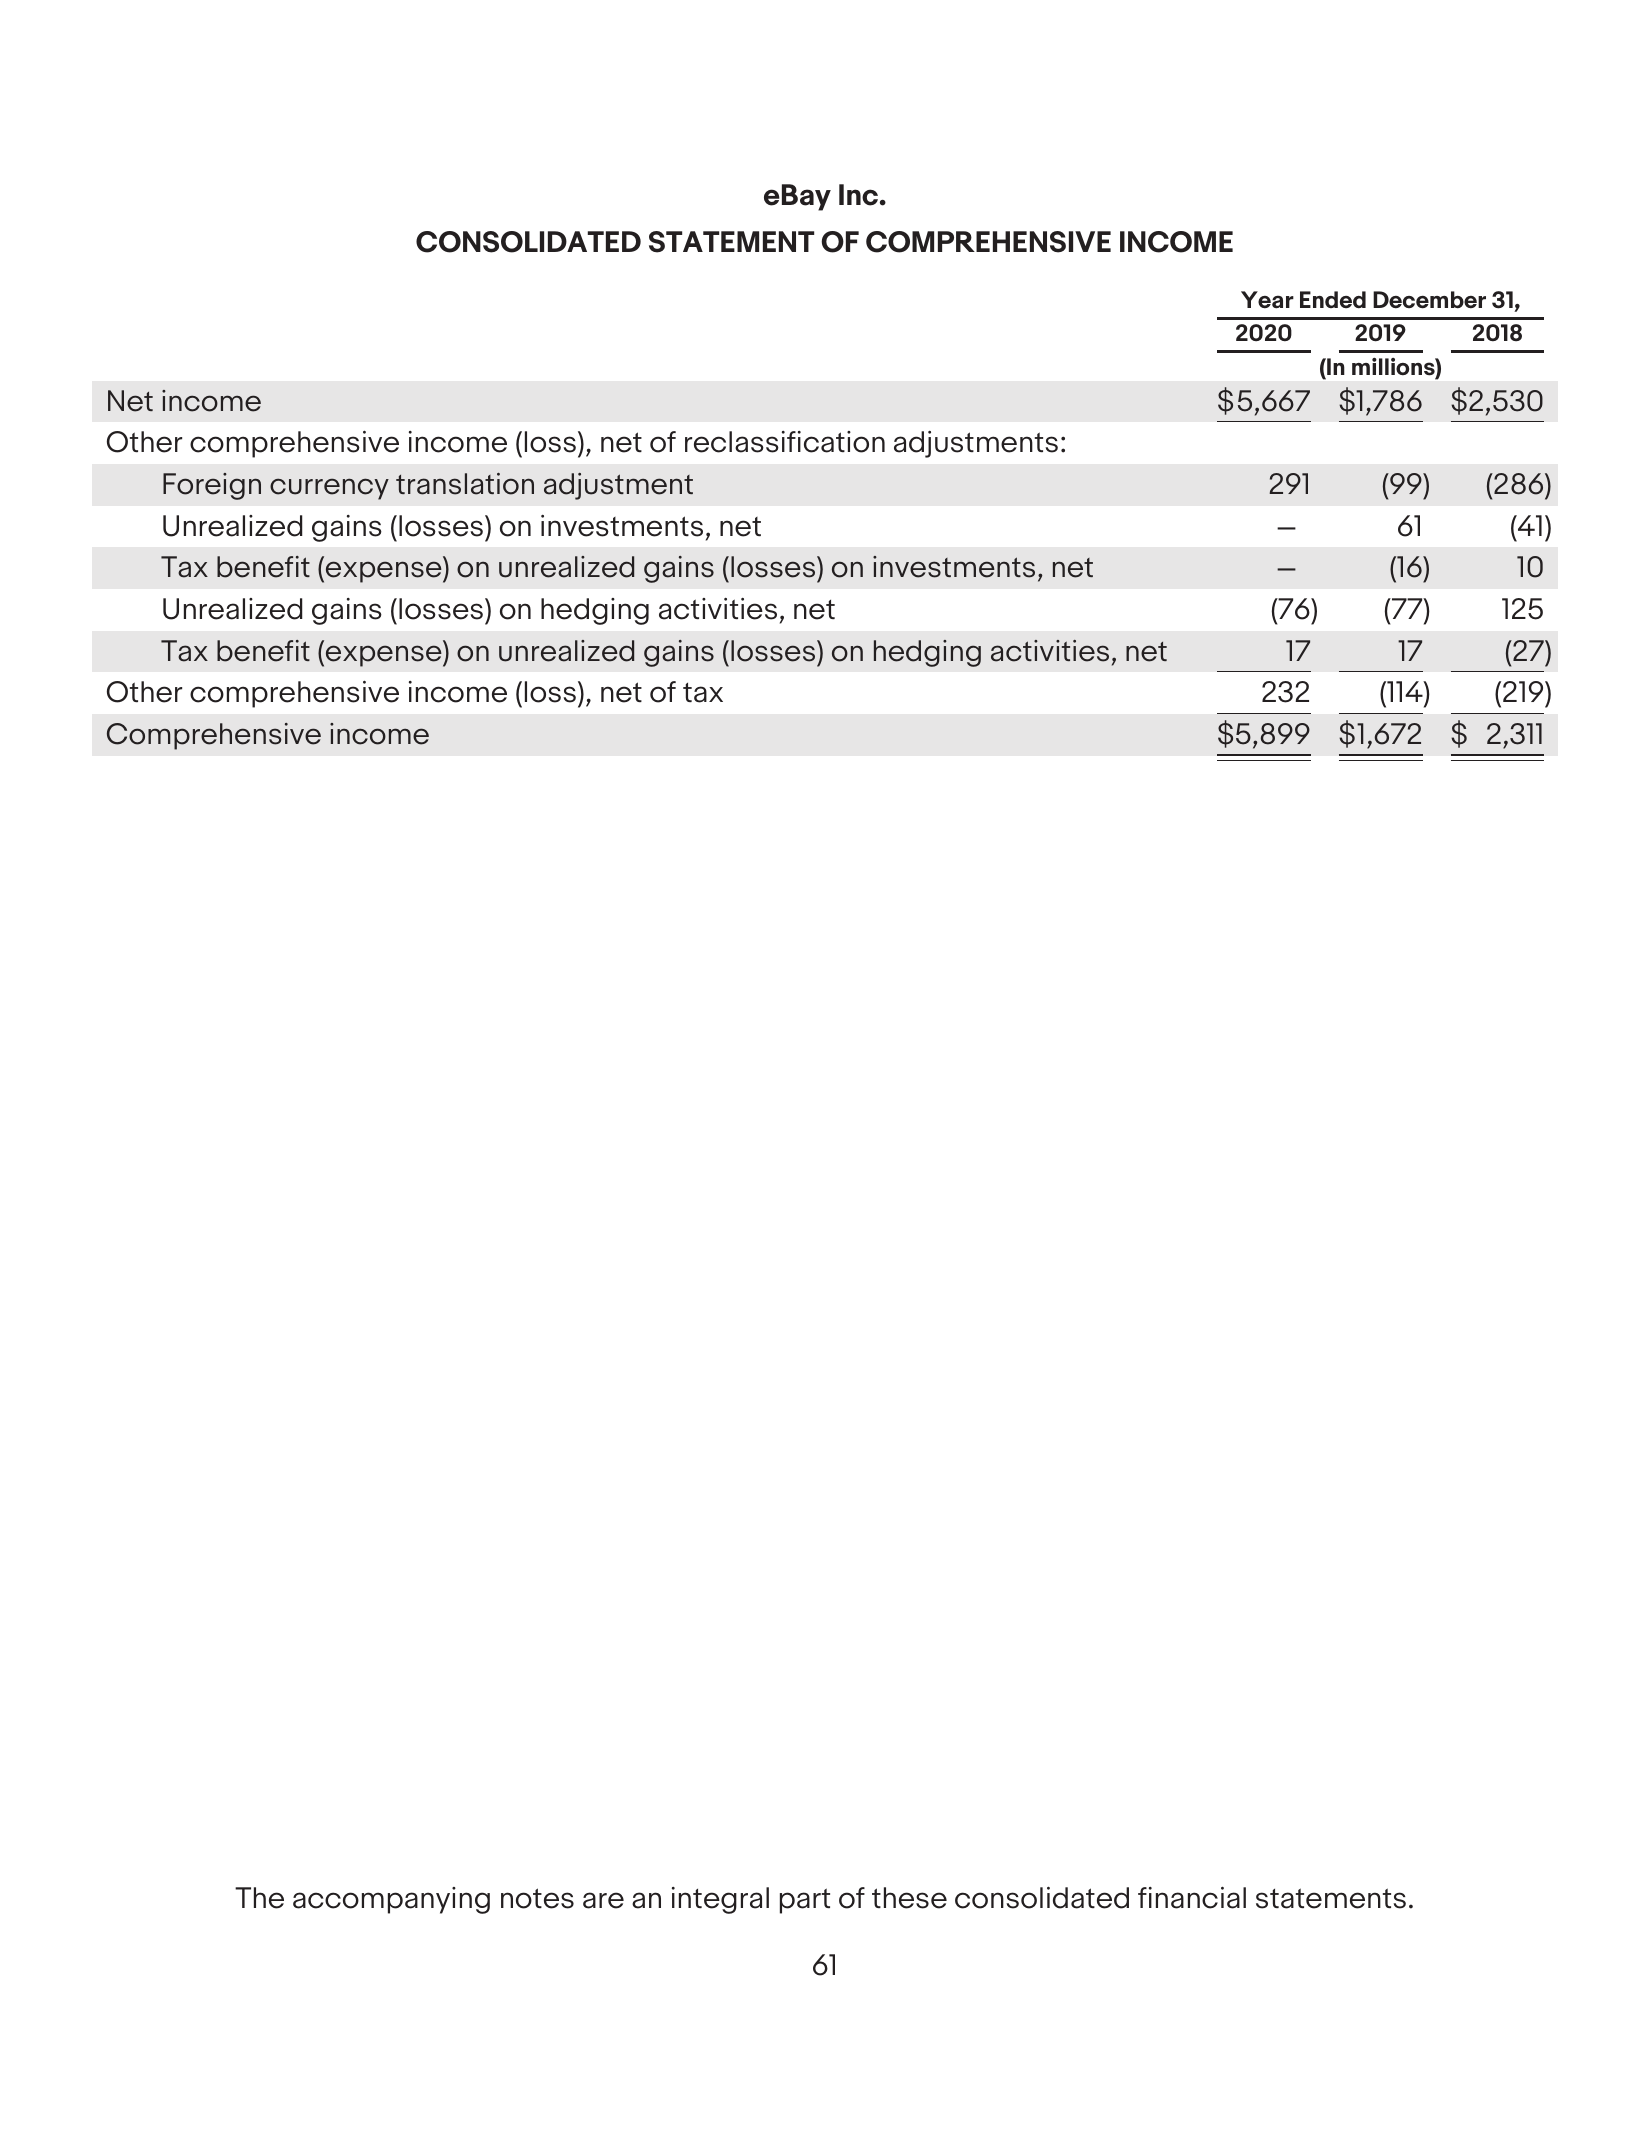 eBay Inc.
CONSOLIDATED STATEMENT OF COMPREHENSIVE INCOME
Year Ended December 31,
2020 2019 2018
(In millions)
Net income $5,667 $1,786 $2,530
Other comprehensive income (loss), net of reclassification adjustments:
Foreign currency translation adjustment 291 (99) (286)
Unrealized gains (losses) on investments, net — 61 (41)
Tax benefit (expense) on unrealized gains (losses) on investments, net — (16) 10
Unrealized gains (losses) on hedging activities, net (76) (77) 125
Tax benefit (expense) on unrealized gains (losses) on hedging activities, net 17 17 (27)
Other comprehensive income (loss), net of tax 232 (114) (219)
Comprehensive income $5,899 $1,672 $ 2,311
The accompanying notes are an integral part of these consolidated financial statements.
61